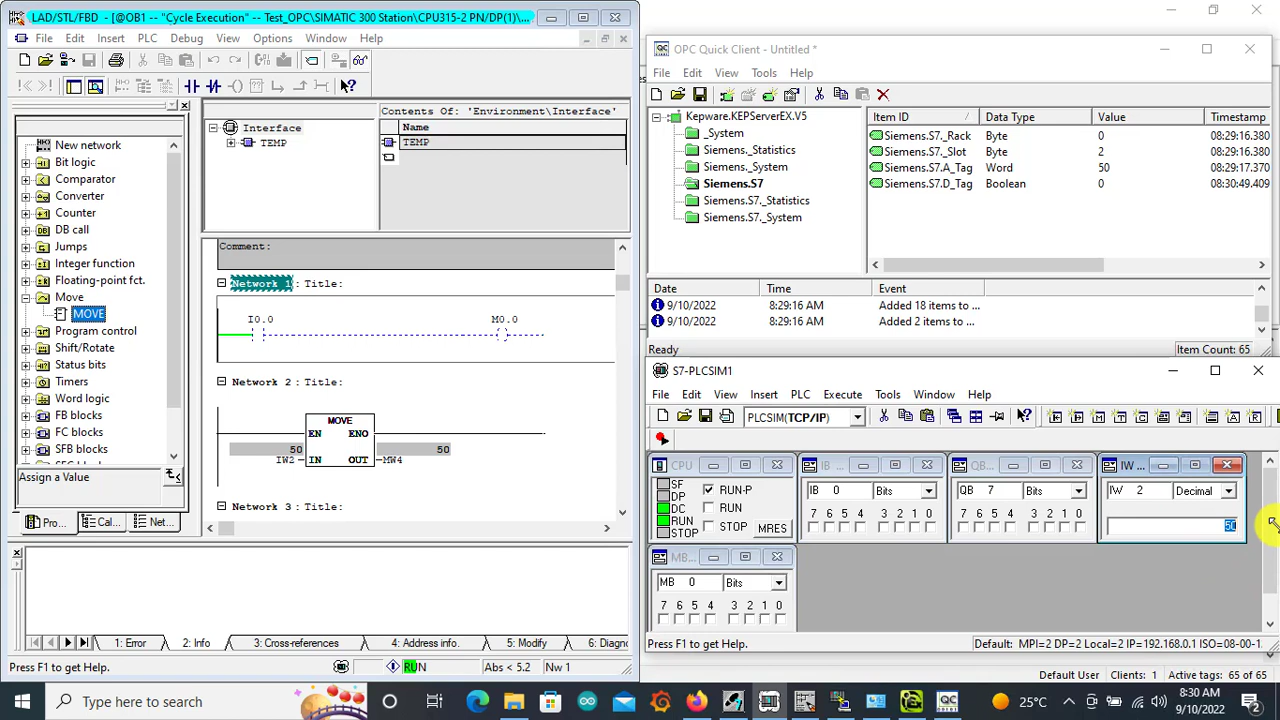 LAD/STL/FBD - [@OB1 -- "Cycle Execution" -- Test_OPC\SIMATIC 300 Station\CPU315-2 PN/DP(1)\...
File Edit Insert PLC Debug View Options Window Help
New network
Bit logic
Comparator
Converter
Counter
DB call
Jumps
Integer function
Floating-point fct.
Move
MOVE
Program control
Shift/Rotate
Status bits
Timers
Word logic
FB blocks
FC blocks
SFB blocks
Assign a Value
Pro... Cal... Net...
Interface
TEMP
Contents Of: 'Environment\Interface'
Name
TEMP
Comment:
Network 1 : Title:
I0.0 M0.0
Network 2 : Title:
MOVE
EN ENO
50 50
IW2 IN OUT MW4
Network 3 : Title:
1: Error 2: Info 3: Cross-references 4: Address info. 5: Modify 6: Diagno
Press F1 to get Help. RUN Abs < 5.2 Nw 1
OPC Quick Client - Untitled *
File Edit View Tools Help
Kepware.KEPServerEX.V5
_System
Siemens._Statistics
Siemens._System
Siemens.S7
Siemens.S7._Statistics
Siemens.S7._System
Item ID Data Type Value Timestamp
Siemens.S7._Rack Byte 0 08:29:16.380
Siemens.S7._Slot Byte 2 08:29:16.380
Siemens.S7.A_Tag Word 50 08:29:17.370
Siemens.S7.D_Tag Boolean 0 08:30:49.409
Date Time Event
9/10/2022 8:29:16 AM Added 18 items to ...
9/10/2022 8:29:16 AM Added 2 items to ...
Ready Item Count: 65
S7-PLCSIM1
File Edit View Insert PLC Execute Tools Window Help
PLCSIM(TCP/IP)
CPU
SF
DP
DC
RUN
STOP
RUN-P
RUN
STOP MRES
IB ...
IB 0 Bits
7 6 5 4 3 2 1 0
QB...
QB 7 Bits
7 6 5 4 3 2 1 0
IW ...
IW 2 Decimal
50
MB...
MB 0 Bits
7 6 5 4 3 2 1 0
Press F1 to get Help. Default: MPI=2 DP=2 Local=2 IP=192.168.0.1 ISO=08-00-1
Default User Clients: 1 Active tags: 65 of 65
Type here to search
25°C
8:30 AM
9/10/2022
2